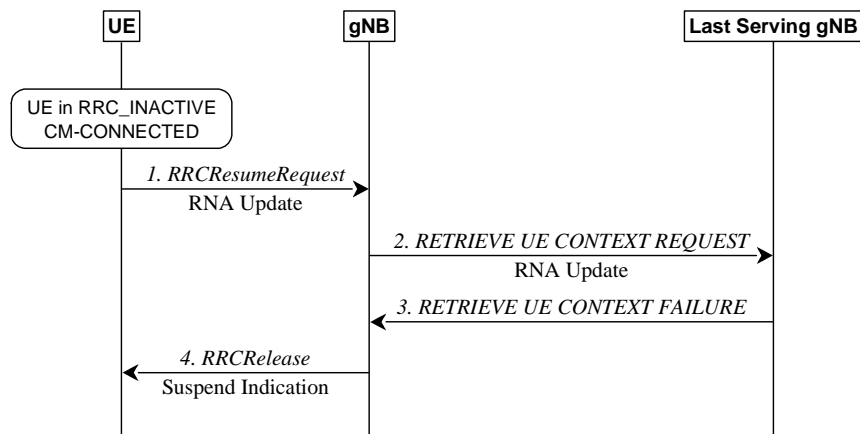 UE
gNB
Last Serving gNB
UE in RRC_INACTIVE
CM-CONNECTED
1. RRCResumeRequest
RNA Update
2. RETRIEVE UE CONTEXT REQUEST
RNA Update
3. RETRIEVE UE CONTEXT FAILURE
4. RRCRelease
Suspend Indication